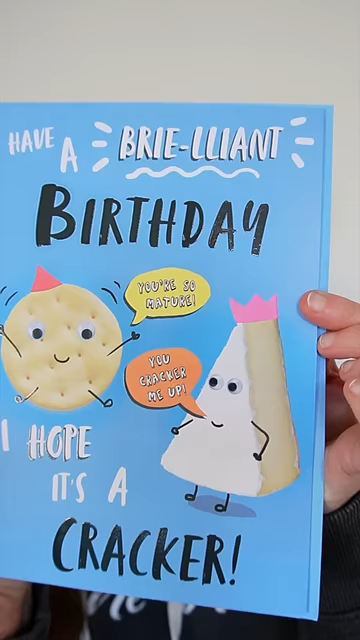 HAVE A BRIE-LLIANT
BIRTHDAY
YOU'RE SO
MATURE!
YOU
CRACKER
ME UP!
I HOPE
IT'S A
CRACKER!